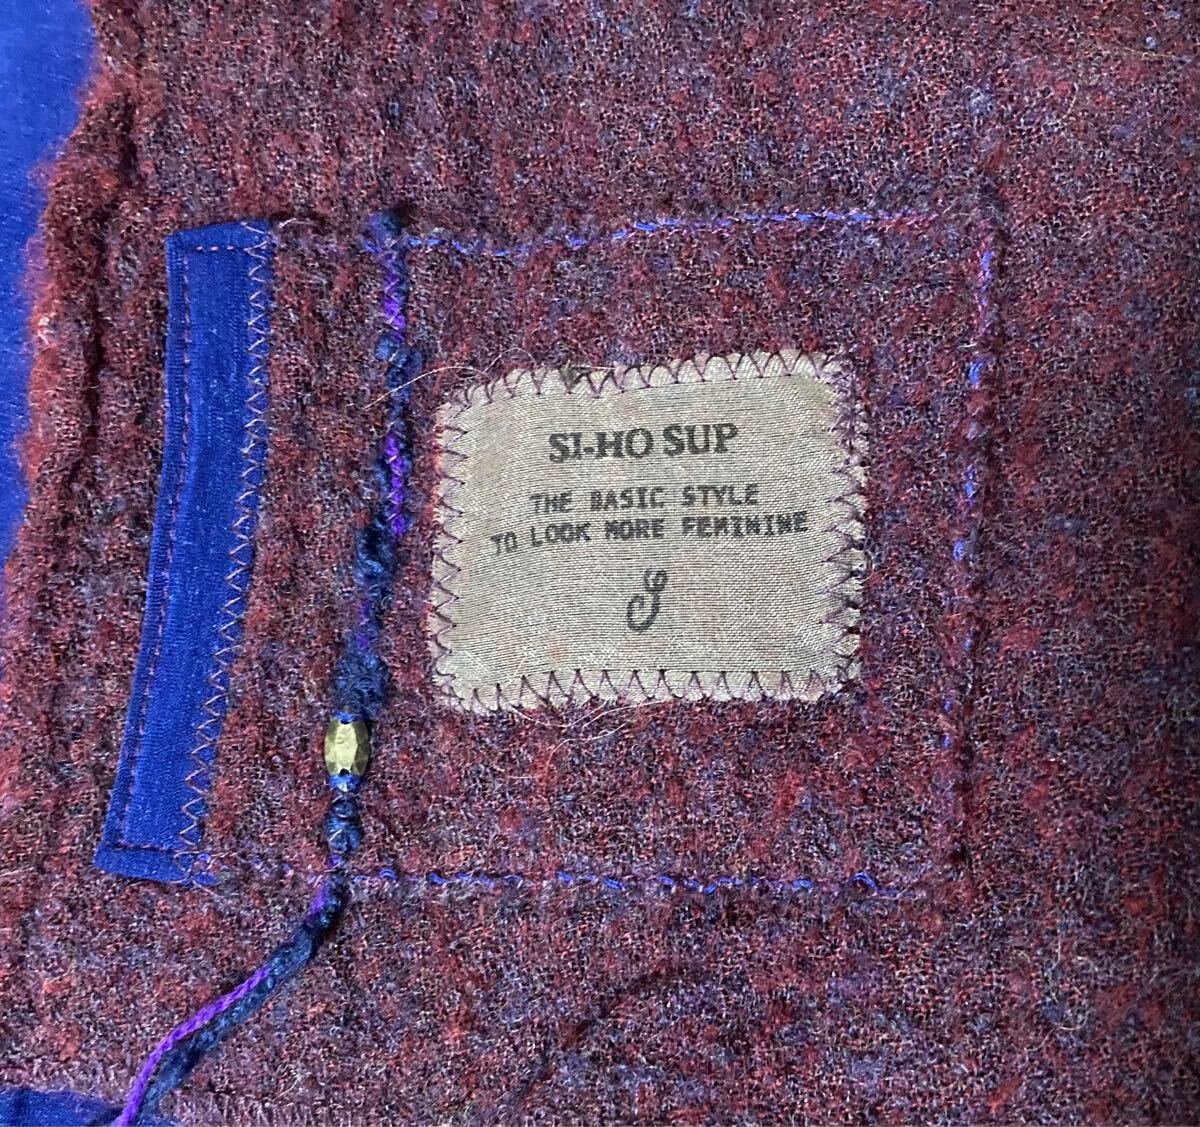 SI-HO SUP
THE BASIC STYLE
TO LOOK MORE FEMININE
S